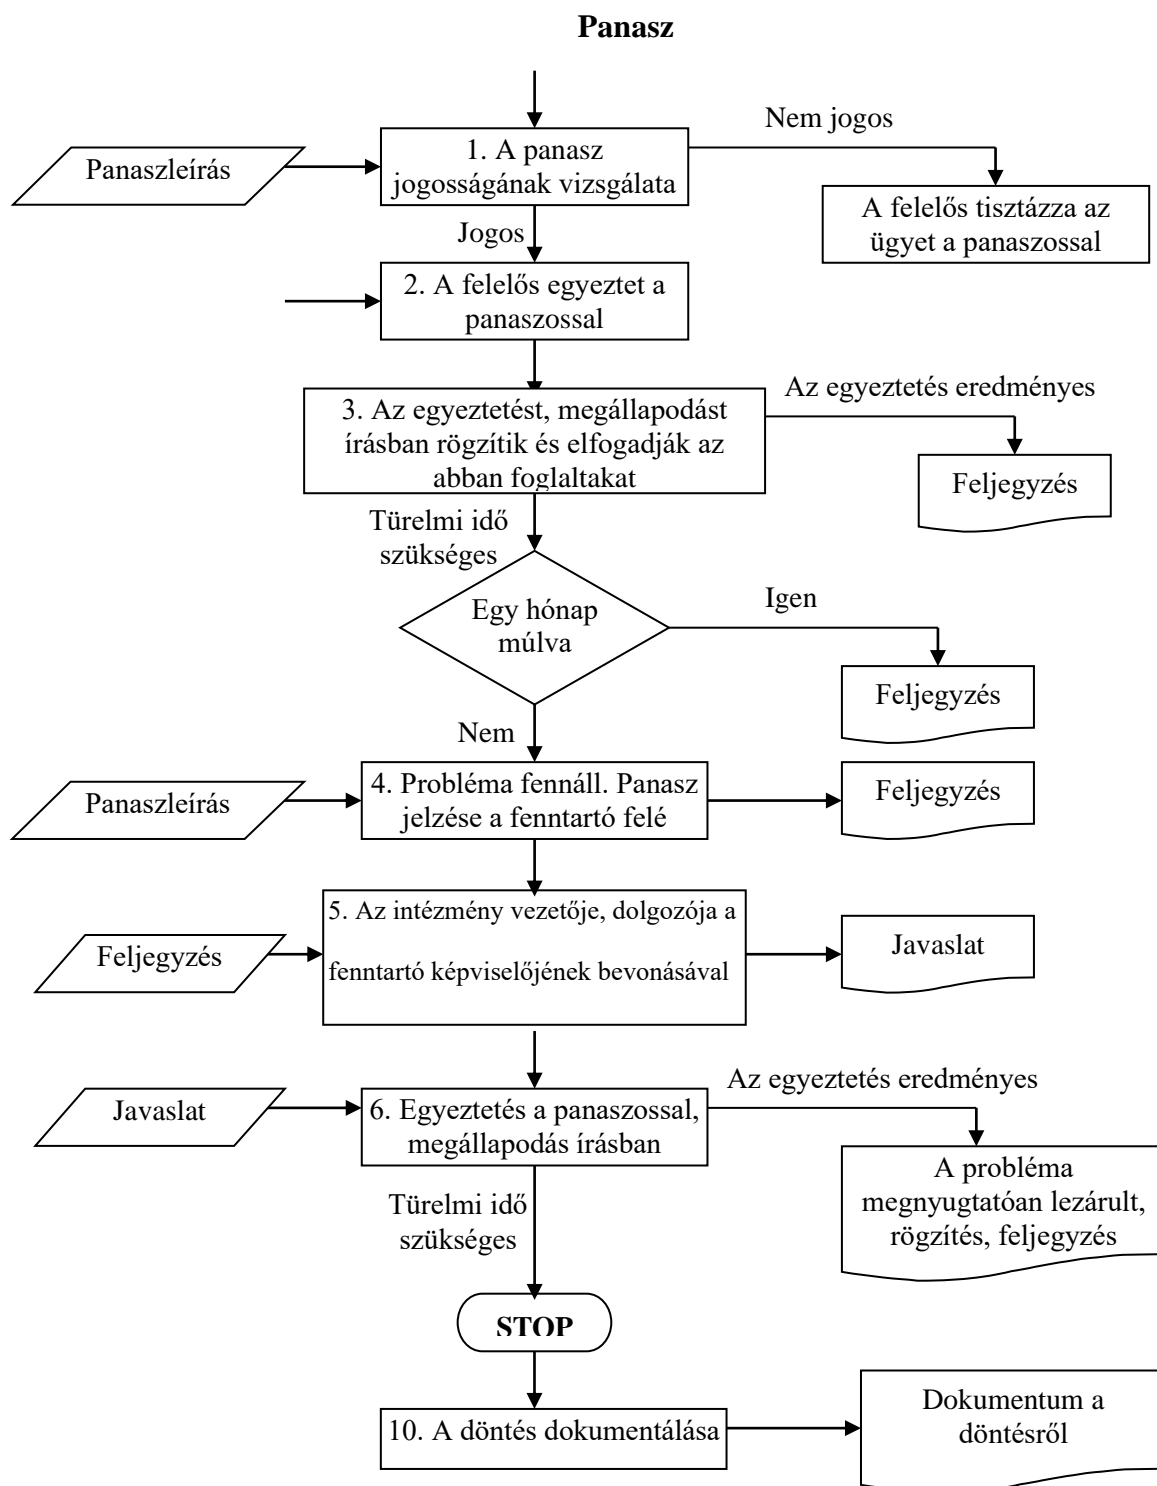 Panasz
Nem jogos
Panaszleírás
1. A panasz
jogosságának vizsgálata
A felelős tisztázza az
ügyet a panaszossal
Jogos
2. A felelős egyeztet a
panaszossal
Az egyeztetés eredményes
3. Az egyeztetést, megállapodást
írásban rögzítik és elfogadják az
abban foglaltakat
Feljegyzés
Türelmi idő
szükséges
Egy hónap
múlva
Igen
Feljegyzés
Nem
Panaszleírás
4. Probléma fennáll. Panasz
jelzése a fenntartó felé
Feljegyzés
5. Az intézmény vezetője, dolgozója a
fenntartó képviselőjének bevonásával
Feljegyzés
Javaslat
Az egyeztetés eredményes
Javaslat
6. Egyeztetés a panaszossal,
megállapodás írásban
A probléma
megnyugtatóan lezárult,
rögzítés, feljegyzés
Türelmi idő
szükséges
STOP
10. A döntés dokumentálása
Dokumentum a
döntésről